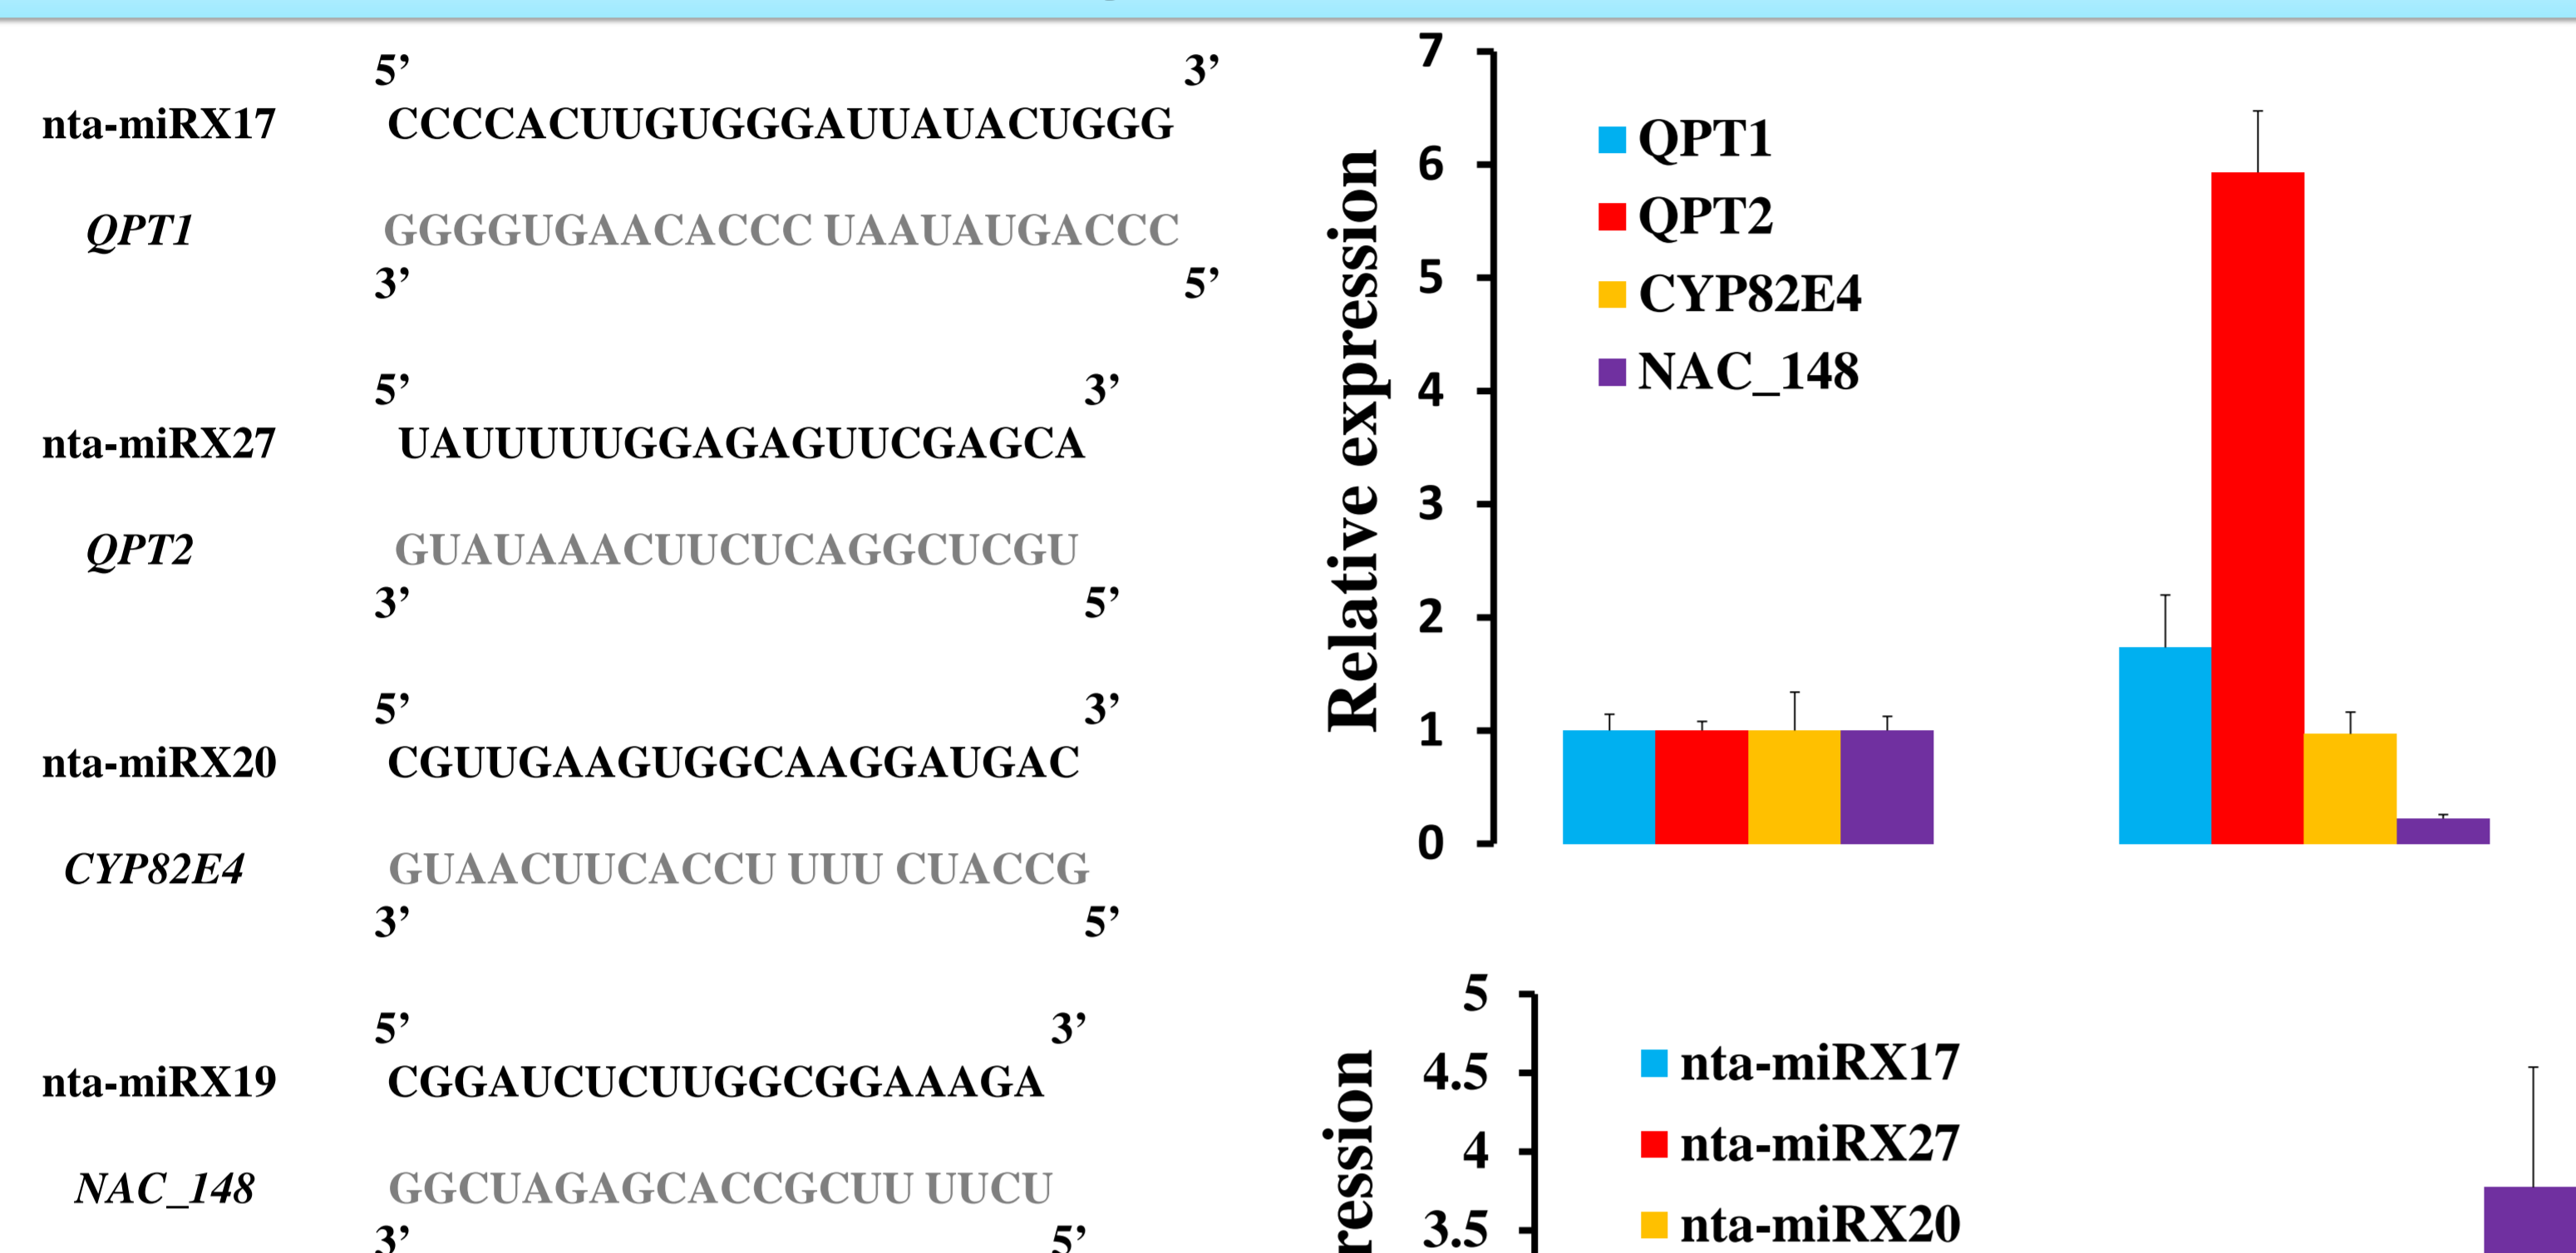 5’ 3’
nta-miRX17 CCCCACUUGUGGGAUUAUACUGGG
QPT1 GGGGUGAACACCC UAAUAUGACCC
3’ 5’
5’ 3’
nta-miRX27 UAUUUUUGGAGAGUUCGAGCA
QPT2 GUAUAAACUUCUCAGGCUCGU
3’ 5’
5’ 3’
nta-miRX20 CGUUGAAGUGGCAAGGAUGAC
CYP82E4 GUAACUUCACCU UUU CUACCG
3’ 5’
5’ 3’
nta-miRX19 CGGAUCUCUUGGCGGAAAGA
NAC_148 GGCUAGAGCACCGCUU UUCU
3’ 5’
Relative expression
7
6
5
4
3
2
1
0
QPT1
QPT2
CYP82E4
NAC_148
ression
5
4.5
4
3.5
nta-miRX17
nta-miRX27
nta-miRX20